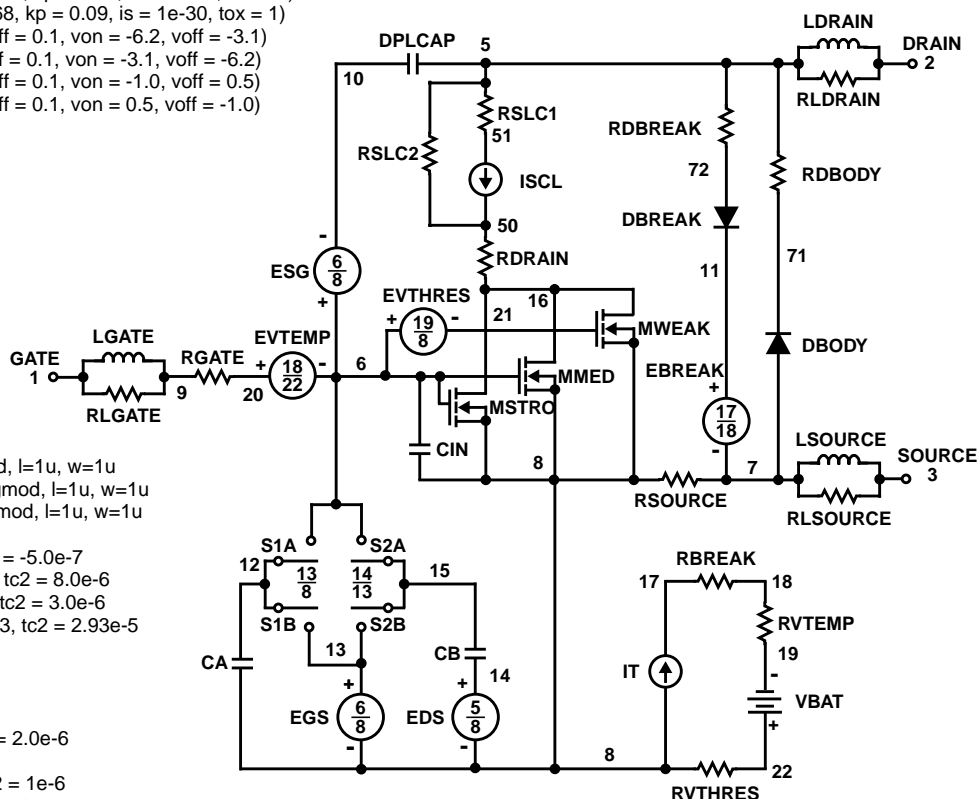 68, kp = 0.09, is = 1e-30, tox = 1)
ff = 0.1, von = -6.2, voff = -3.1)
f = 0.1, von = -3.1, voff = -6.2)
ff = 0.1, von = -1.0, voff = 0.5)
ff = 0.1, von = 0.5, voff = -1.0)
DPLCAP
5
10
LDRAIN
DRAIN
2
RLDRAIN
RSLC1
51
RSLC2
ISCL
50
RDRAIN
RDBREAK
72
RDBODY
DBREAK
71
11
-
ESG
6
8
+
EVTHRES
+
19
8
-
16
21
MWEAK
LGATE
GATE
1
RLGATE
9
RGATE
20
EVTEMP
+
18
22
-
6
MMED
MSTRO
DBODY
EBREAK
+
17
18
-
CIN
8
RSOURCE
7
LSOURCE
SOURCE
3
RLSOURCE
d, l=1u, w=1u
gmod, l=1u, w=1u
mod, l=1u, w=1u
= -5.0e-7
tc2 = 8.0e-6
tc2 = 3.0e-6
3, tc2 = 2.93e-5
= 2.0e-6
2 = 1e-6
S1A
S2A
12
13
8
14
13
15
S1B
S2B
13
CA
CB
14
+
EGS
6
8
-
+
EDS
5
8
-
8
RBREAK
17
18
RVTEMP
19
IT
-
VBAT
+
22
RVTHRES